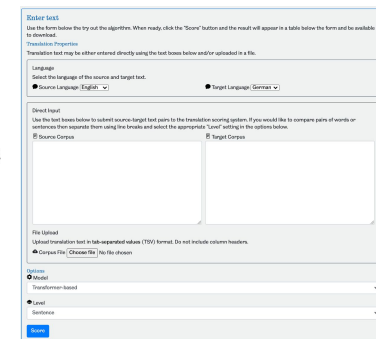 Enter text
Use the form below the try out the algorithm. When ready, click the "Score" button and the result will appear in a table below the form and be available
to download.
Translation Properties
Translation text may be either entered directly using the text boxes below and/or uploaded in a file.
Language
Select the language of the source and target text.
Source Language English Target Language German
Direct Input
Use the text boxes below to submit source-target text pairs to the translation scoring system. If you would like to compare pairs of words or
sentences then separate them using line breaks and select the appropriate "Level" setting in the options below.
Source Corpus Target Corpus
File Upload
Upload translation text in tab-separated values (TSV) format. Do not include column headers.
Corpus File Choose file No file chosen
Options
Model
Transformer-based
Level
Sentence
Score